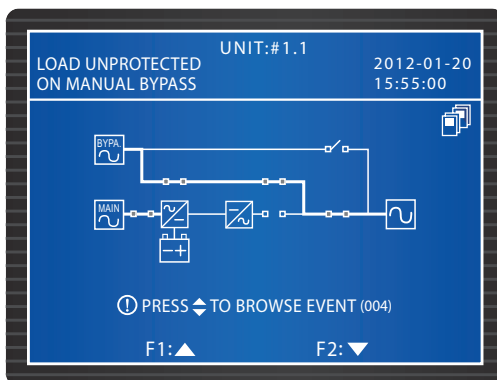 UNIT:#1.1
LOAD UNPROTECTED
ON MANUAL BYPASS
2012-01-20
15:55:00
BYPA.
MAIN
PRESS TO BROWSE EVENT (004)
F1:
F2: